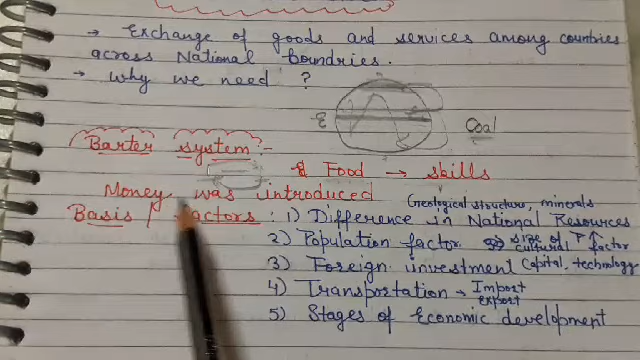 → Exchange of goods and services among countries
across National boundries.
→ Why we need ?
Coal
Barter system :-
Food → skills
Money was introduced
Geological structure, minerals
Basis / Factors : 1) Difference in National Resources
2) Population factor size of P↑
cultural factor
3) Foreign investment Capital, technology
4) Transportation → Import
export
5) Stages of Economic development